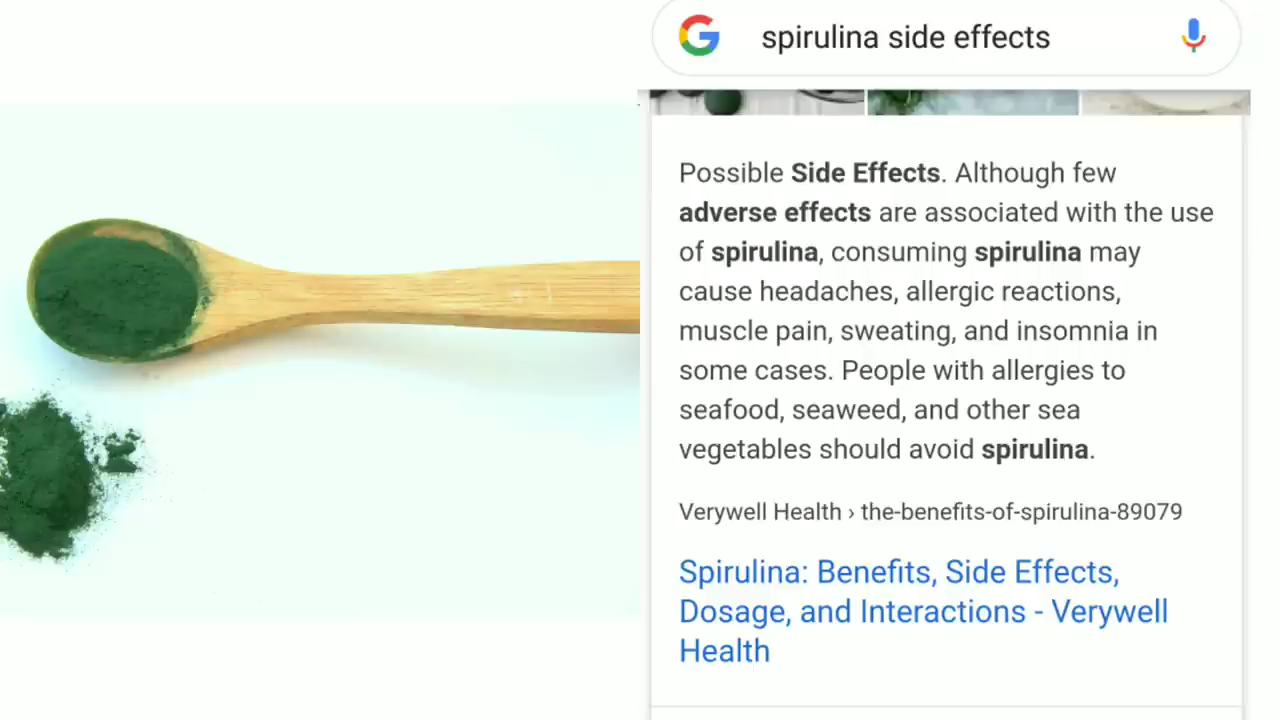 spirulina side effects
Possible Side Effects. Although few
adverse effects are associated with the use
of spirulina, consuming spirulina may
cause headaches, allergic reactions,
muscle pain, sweating, and insomnia in
some cases. People with allergies to
seafood, seaweed, and other sea
vegetables should avoid spirulina.
Verywell Health › the-benefits-of-spirulina-89079
Spirulina: Benefits, Side Effects,
Dosage, and Interactions - Verywell
Health